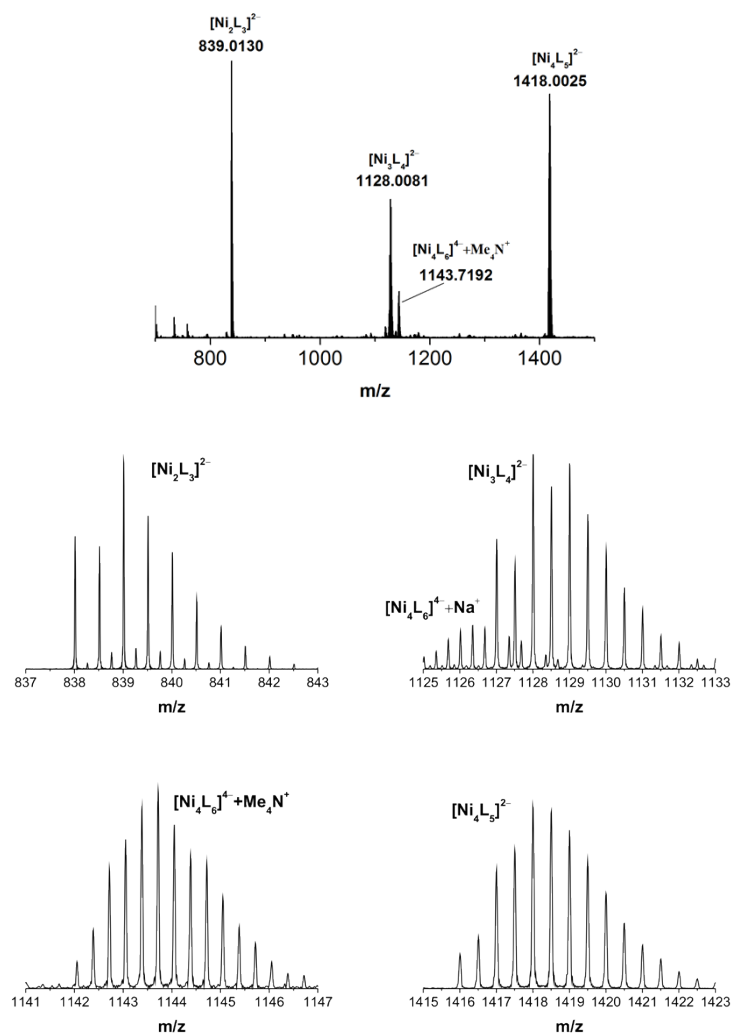 [Ni₂L₃]²⁻
839.0130
[Ni₄L₅]²⁻
1418.0025
[Ni₃L₄]²⁻
1128.0081
[Ni₄L₆]⁴⁻+Me₄N⁺
1143.7192
800 1000 1200 1400
m/z
[Ni₂L₃]²⁻
837 838 839 840 841 842 843
m/z
[Ni₃L₄]²⁻
[Ni₄L₆]⁴⁻+Na⁺
1125 1126 1127 1128 1129 1130 1131 1132 1133
m/z
[Ni₄L₆]⁴⁻+Me₄N⁺
1141 1142 1143 1144 1145 1146 1147
m/z
[Ni₄L₅]²⁻
1415 1416 1417 1418 1419 1420 1421 1422 1423
m/z